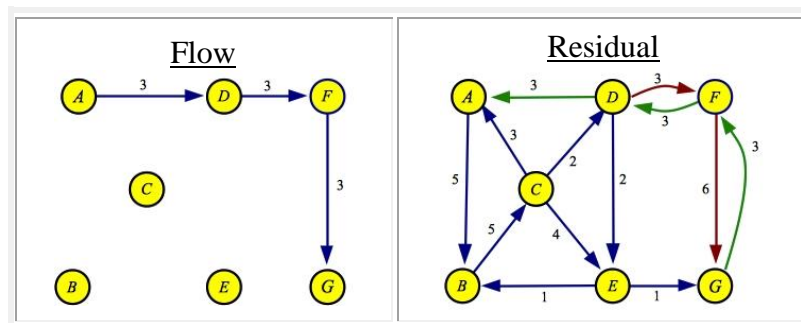 Flow
Residual
A 3 D 3 F
3
C
B E G
A 3 D 3 F
3
3 2
5 C 2 6 3
5 4
B 1 E 1 G